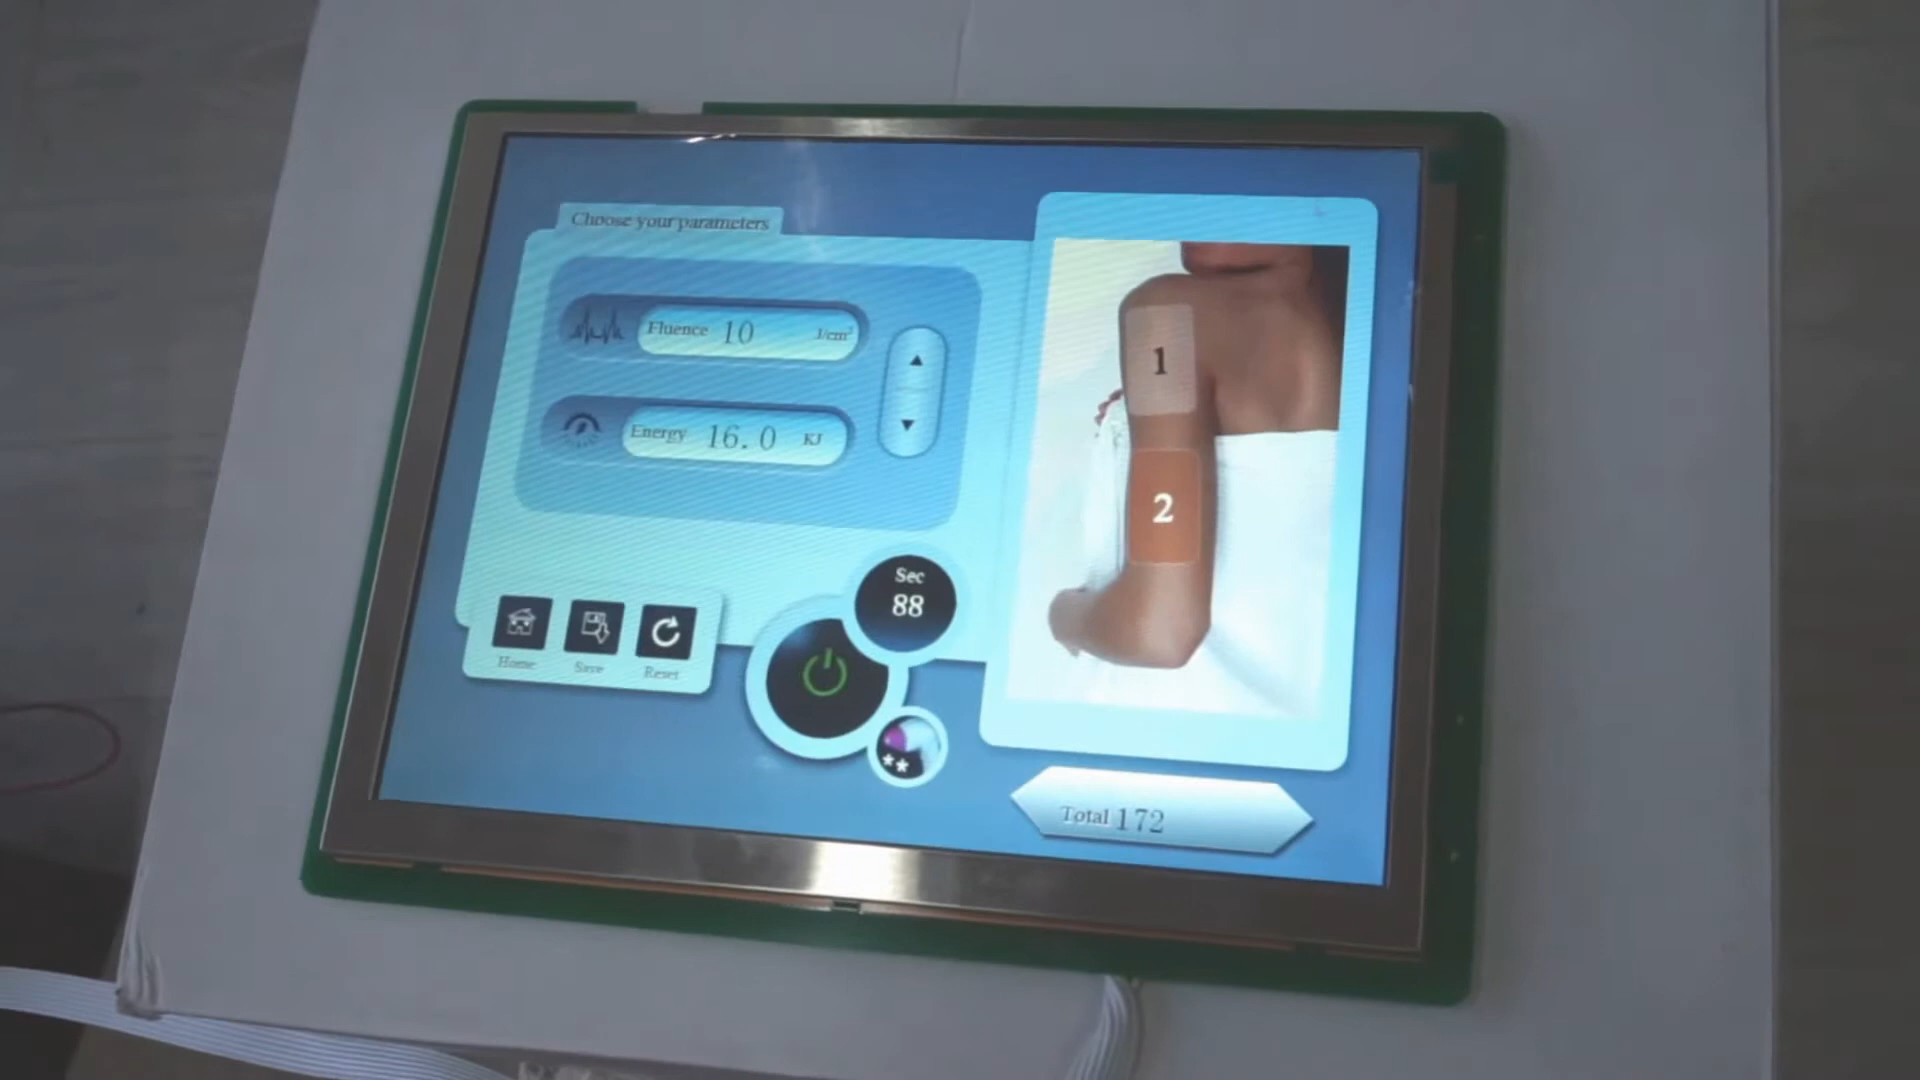 Choose your parameters
Fluence 10 J/cm²
Energy 16.0 KJ
1
2
Sec
88
Home Save Reset
Total 172